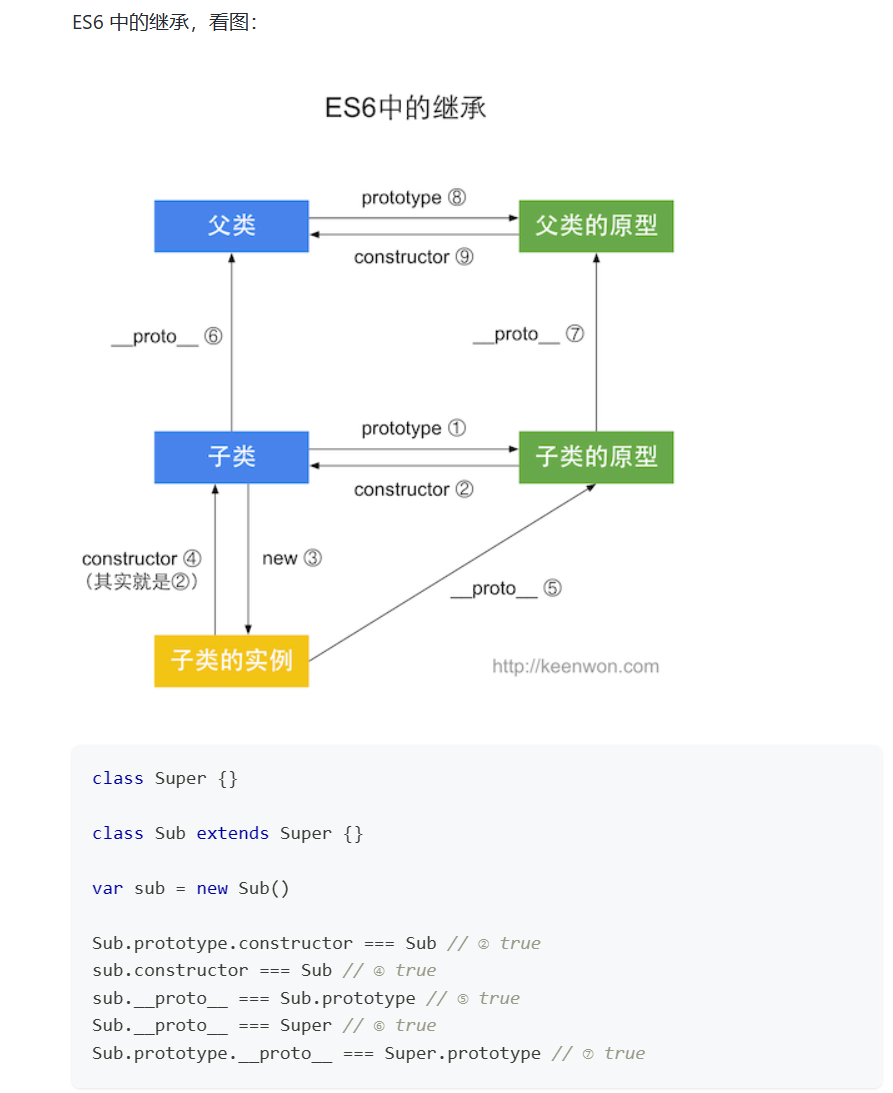 ES6 中的继承，看图：
ES6中的继承
prototype ⑧
父类
父类的原型
constructor ⑨
__proto__ ⑥
__proto__ ⑦
prototype ①
子类
子类的原型
constructor ②
constructor ④
（其实就是②）
new ③
__proto__ ⑤
子类的实例
http://keenwon.com
class Super {}
class Sub extends Super {}
var sub = new Sub()
Sub.prototype.constructor === Sub // ② true
sub.constructor === Sub // ④ true
sub.__proto__ === Sub.prototype // ⑤ true
Sub.__proto__ === Super // ⑥ true
Sub.prototype.__proto__ === Super.prototype // ⑦ true